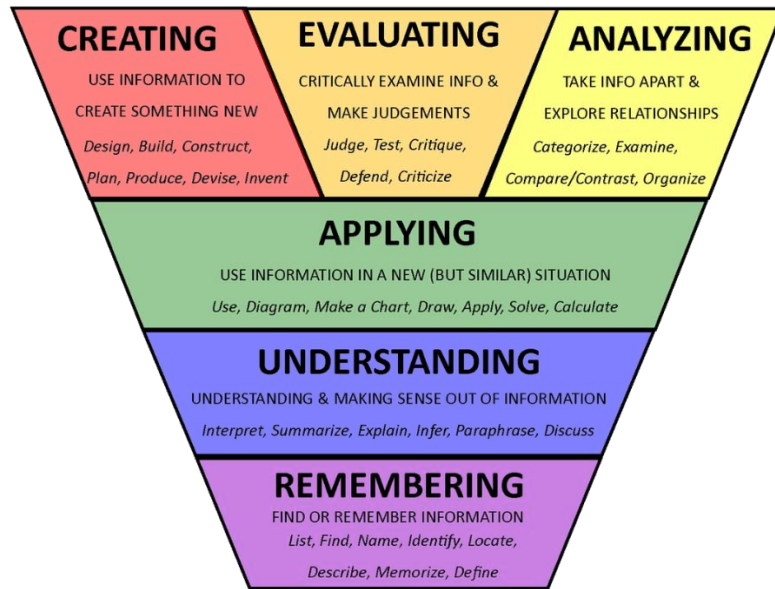 CREATING
USE INFORMATION TO
CREATE SOMETHING NEW
Design, Build, Construct,
Plan, Produce, Devise, Invent
EVALUATING
CRITICALLY EXAMINE INFO &
MAKE JUDGEMENTS
Judge, Test, Critique,
Defend, Criticize
ANALYZING
TAKE INFO APART &
EXPLORE RELATIONSHIPS
Categorize, Examine,
Compare/Contrast, Organize
APPLYING
USE INFORMATION IN A NEW (BUT SIMILAR) SITUATION
Use, Diagram, Make a Chart, Draw, Apply, Solve, Calculate
UNDERSTANDING
UNDERSTANDING & MAKING SENSE OUT OF INFORMATION
Interpret, Summarize, Explain, Infer, Paraphrase, Discuss
REMEMBERING
FIND OR REMEMBER INFORMATION
List, Find, Name, Identify, Locate,
Describe, Memorize, Define